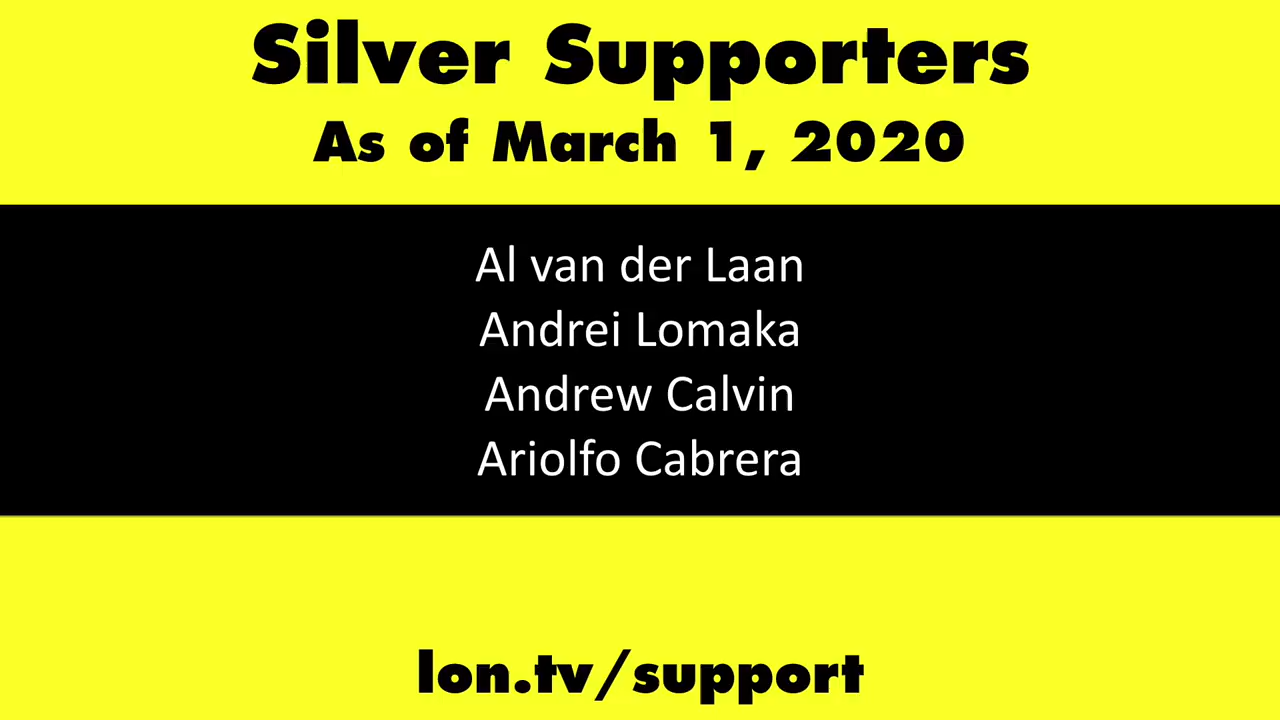 Silver Supporters
As of March 1, 2020
Al van der Laan
Andrei Lomaka
Andrew Calvin
Ariolfo Cabrera
lon.tv/support